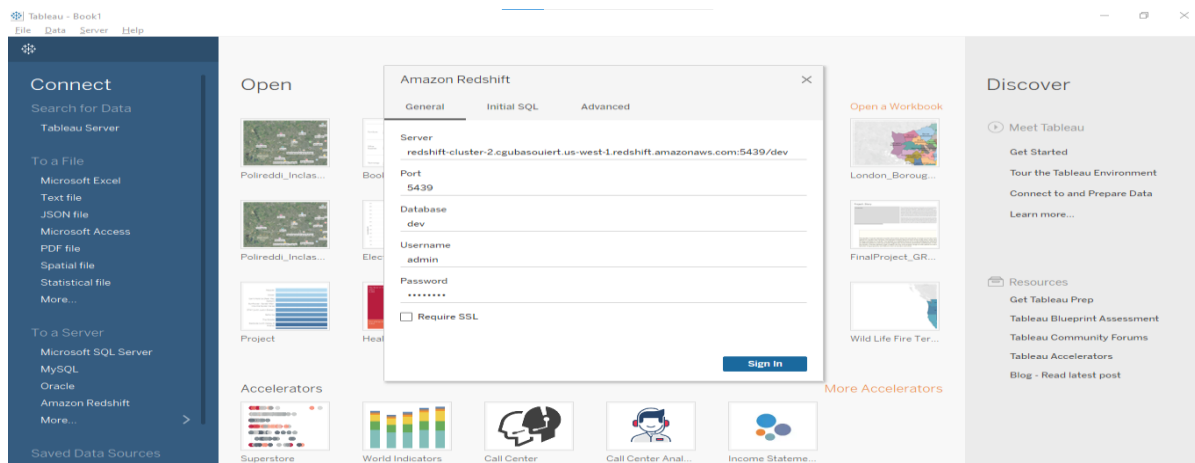 Tableau - Book1
File Data Server Help
Connect
Search for Data
Tableau Server
To a File
Microsoft Excel
Text file
JSON file
Microsoft Access
PDF file
Spatial file
Statistical file
More...
To a Server
Microsoft SQL Server
MySQL
Oracle
Amazon Redshift
More...
Saved Data Sources
Open
Open a Workbook
Polireddi_Inclas...
Polireddi_Inclas...
Project
London_Boroug...
FinalProject_GR...
Wild Life Fire Ter...
Amazon Redshift
General Initial SQL Advanced
Server
redshift-cluster-2.cgubasouiert.us-west-1.redshift.amazonaws.com:5439/dev
Port
5439
Database
dev
Username
admin
Password
Require SSL
Sign In
Accelerators
More Accelerators
Superstore
World Indicators
Call Center
Call Center Anal...
Income Stateme...
Discover
Meet Tableau
Get Started
Tour the Tableau Environment
Connect to and Prepare Data
Learn more...
Resources
Get Tableau Prep
Tableau Blueprint Assessment
Tableau Community Forums
Tableau Accelerators
Blog - Read latest post